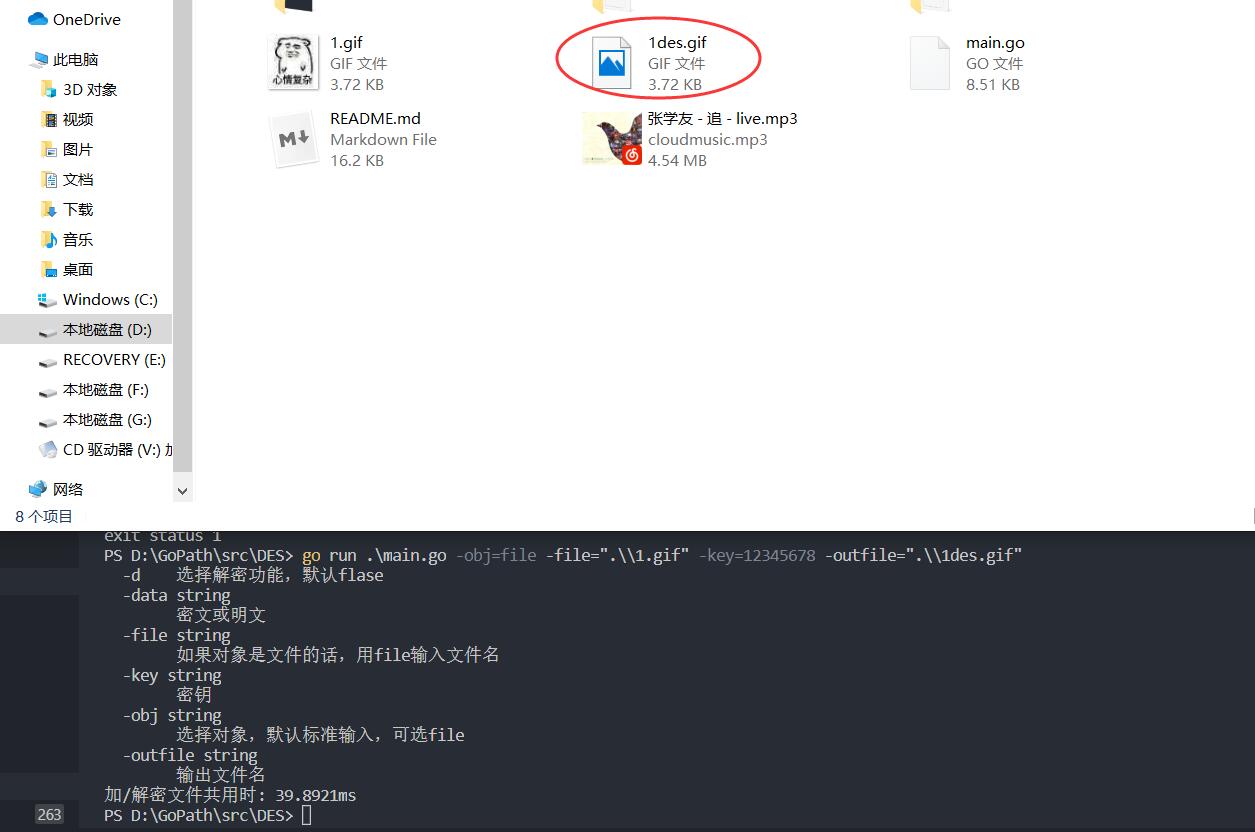 OneDrive
此电脑
3D 对象
视频
图片
文档
下载
音乐
桌面
Windows (C:)
本地磁盘 (D:)
RECOVERY (E:)
本地磁盘 (F:)
本地磁盘 (G:)
CD 驱动器 (V:) 加
网络
8 个项目
1.gif
GIF 文件
3.72 KB
心情复杂
1des.gif
GIF 文件
3.72 KB
main.go
GO 文件
8.51 KB
M
README.md
Markdown File
16.2 KB
张学友 - 追 - live.mp3
cloudmusic.mp3
4.54 MB
exit status 1
PS D:\GoPath\src\DES> go run .\main.go -obj=file -file=".\\1.gif" -key=12345678 -outfile=".\\1des.gif"
-d 选择解密功能，默认flase
-data string
密文或明文
-file string
如果对象是文件的话，用file输入文件名
-key string
密钥
-obj string
选择对象，默认标准输入，可选file
-outfile string
输出文件名
加/解密文件共用时: 39.8921ms
263
PS D:\GoPath\src\DES>